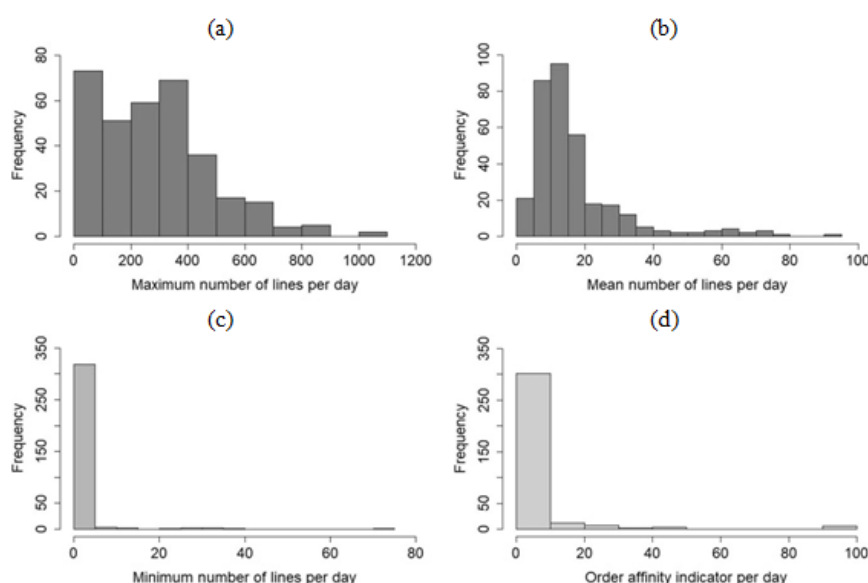 (a)
80
60
40
20
0
Frequency
0 200 400 600 800 1000 1200
Maximum number of lines per day
(b)
100
80
60
40
20
0
Frequency
0 20 40 60 80 100
Mean number of lines per day
(c)
350
250
150
50
0
Frequency
0 20 40 60 80
Minimum number of lines per day
(d)
350
250
150
50
0
Frequency
0 20 40 60 80 100
Order affinity indicator per day